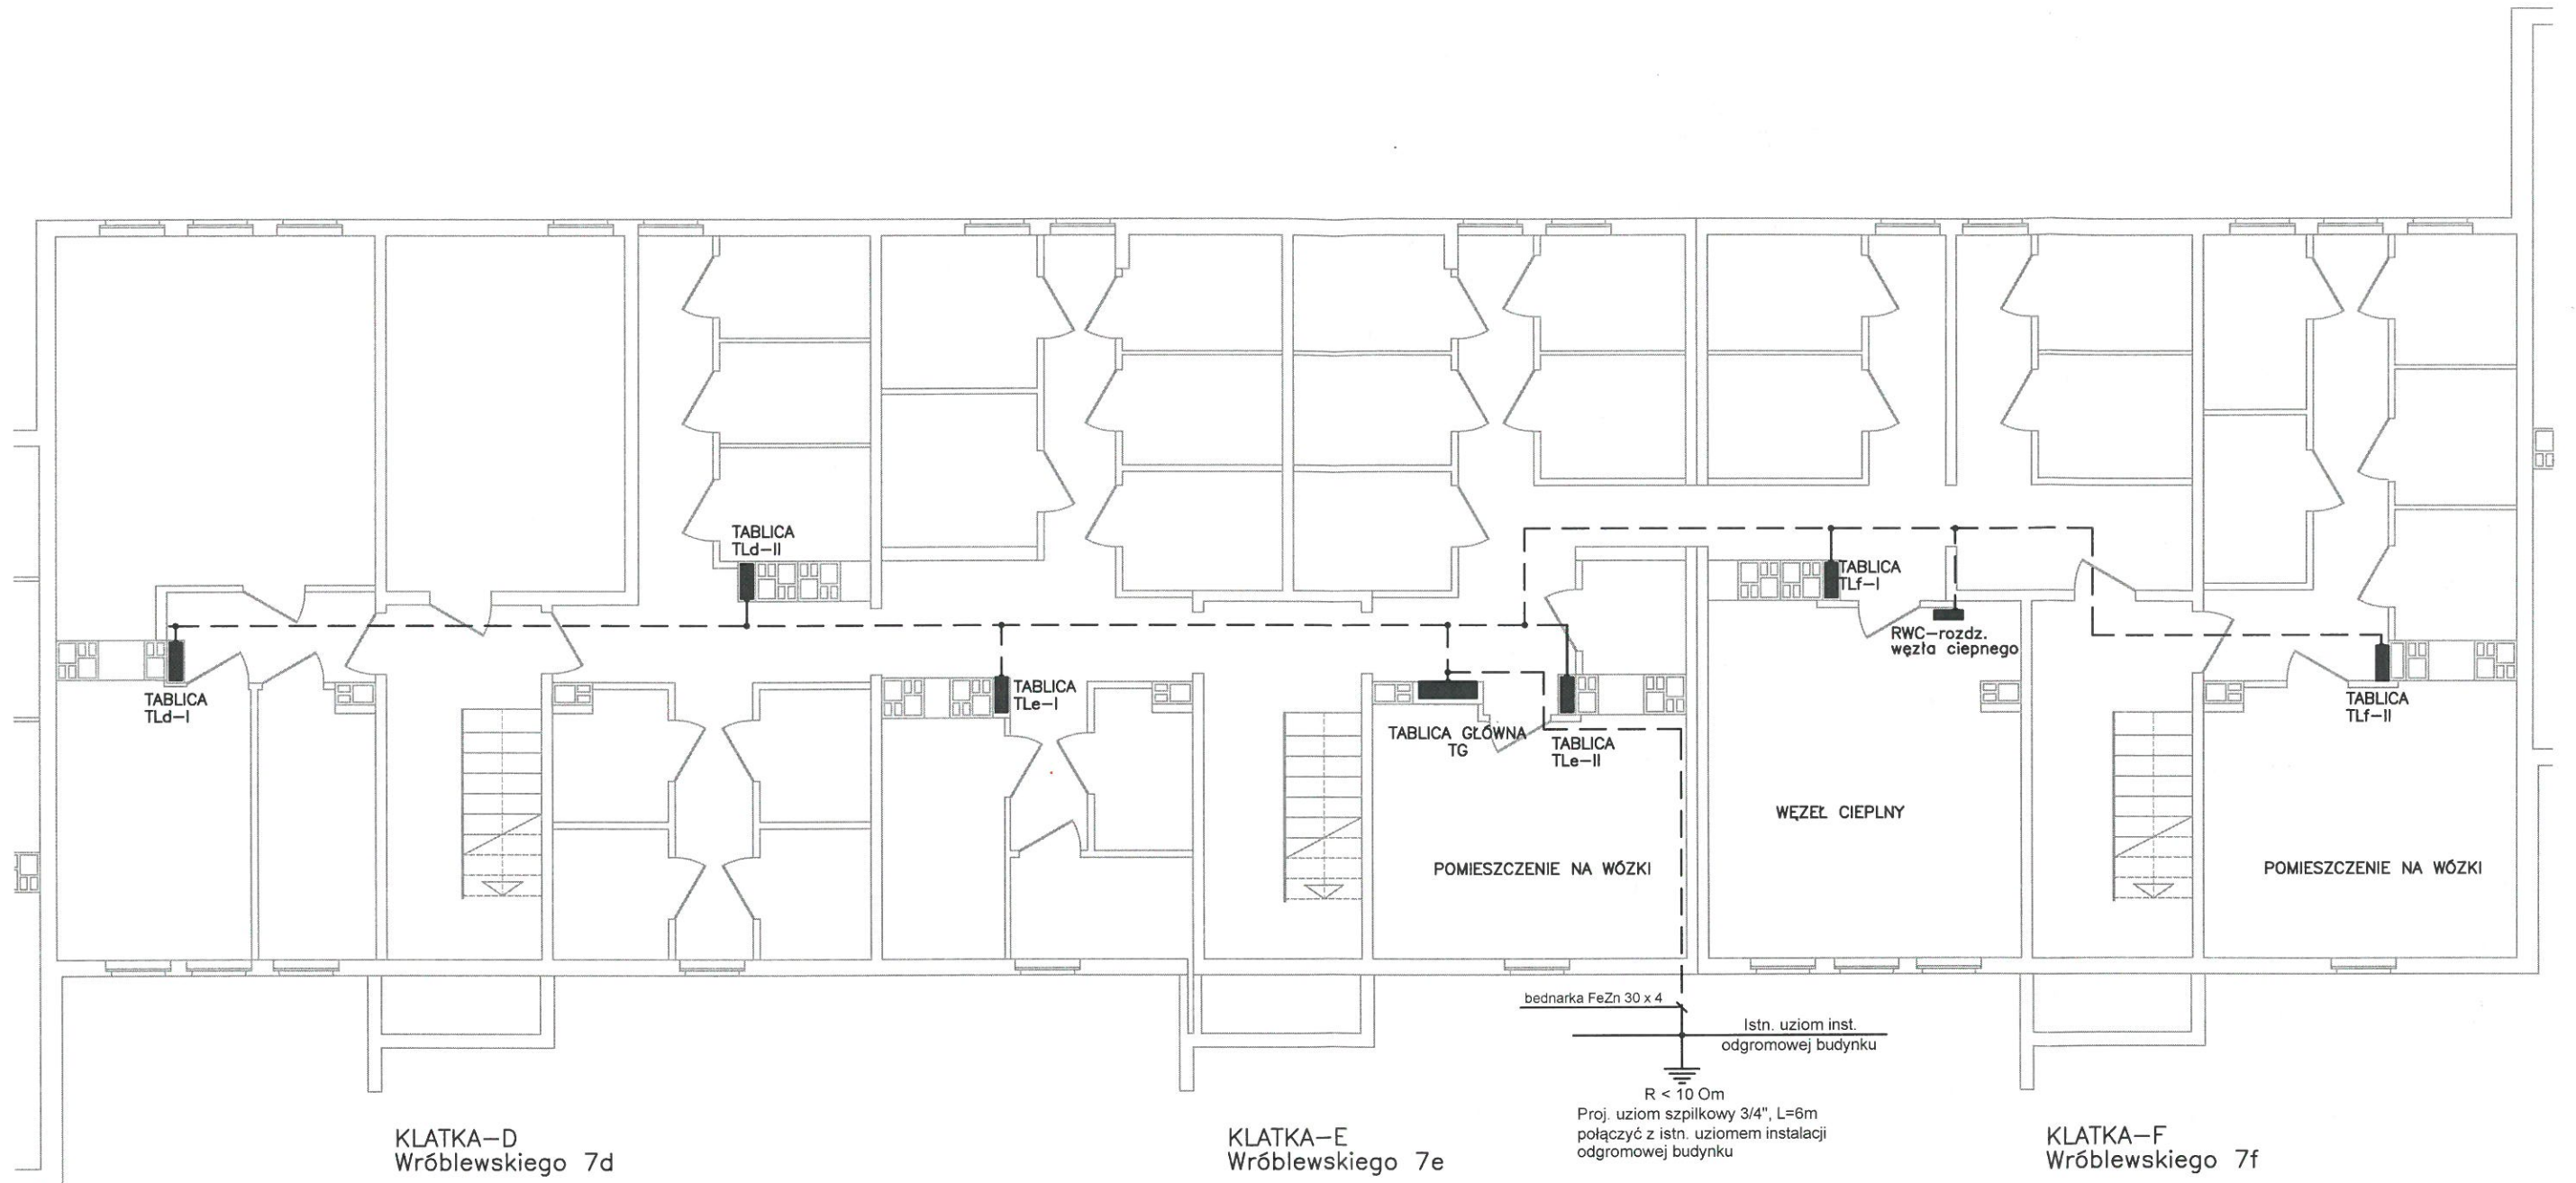 TABLICA
TLd-II
TABLICA
TLf-I
RWC-rozdz.
węzła ciepnego
TABLICA
TLd-I
TABLICA
TLe-I
TABLICA GŁÓWNA
TG
TABLICA
TLe-II
TABLICA
TLf-II
WĘZEŁ CIEPLNY
POMIESZCZENIE NA WÓZKI
POMIESZCZENIE NA WÓZKI
bednarka FeZn 30 x 4
Istn. uziom inst.
odgromowej budynku
R < 10 Om
Proj. uziom szpilkowy 3/4", L=6m
połączyć z istn. uziomem instalacji
odgromowej budynku
KLATKA-D
Wróblewskiego 7d
KLATKA-E
Wróblewskiego 7e
KLATKA-F
Wróblewskiego 7f